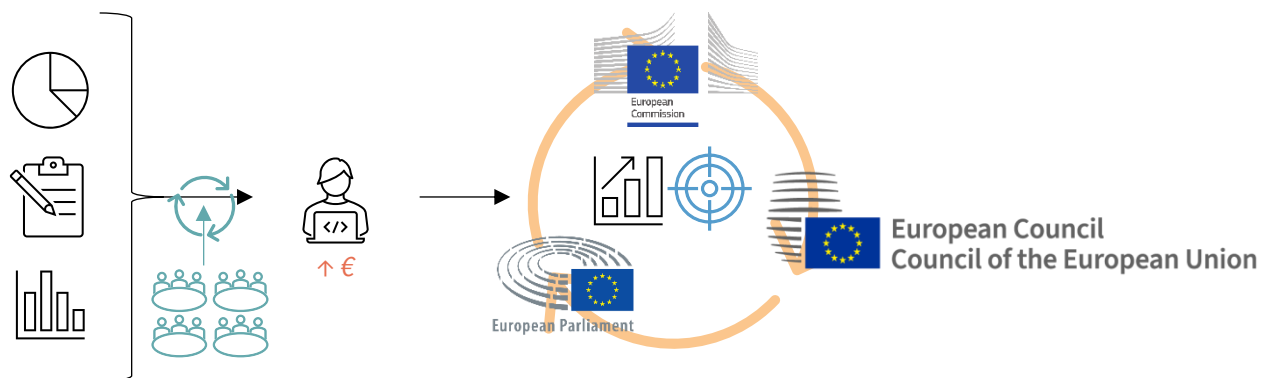 European
Commission
</>
↑ €
European Council
Council of the European Union
European Parliament